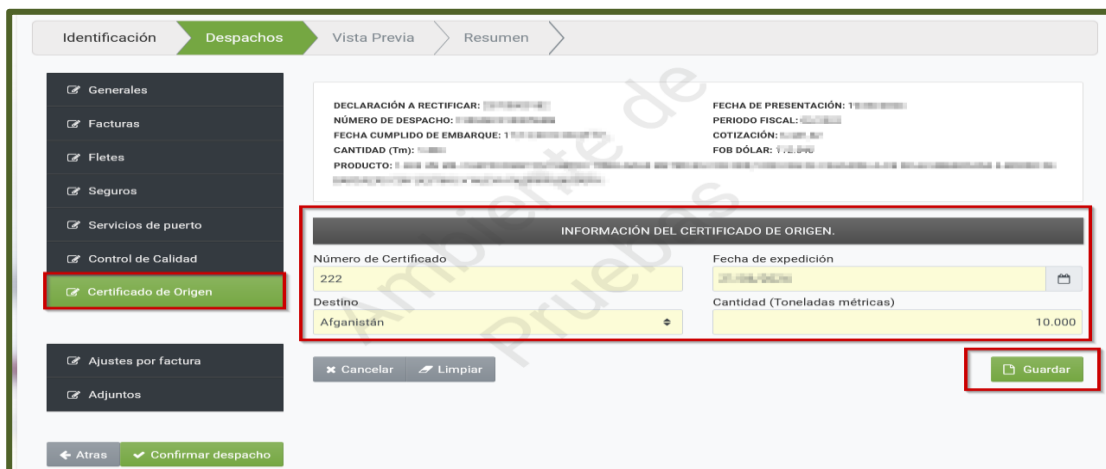 Identificación Despachos Vista Previa Resumen
Generales
Facturas
Fletes
Seguros
Servicios de puerto
Control de Calidad
Certificado de Origen
Ajustes por factura
Adjuntos
Atras Confirmar despacho
DECLARACIÓN A RECTIFICAR:
NÚMERO DE DESPACHO:
FECHA CUMPLIDO DE EMBARQUE:
CANTIDAD (Tm):
PRODUCTO:
FECHA DE PRESENTACIÓN:
PERIODO FISCAL:
COTIZACIÓN:
FOB DÓLAR:
INFORMACIÓN DEL CERTIFICADO DE ORIGEN.
Número de Certificado Fecha de expedición
222
Destino Cantidad (Toneladas métricas)
Afganistán 10.000
Cancelar Limpiar Guardar
Ambiente de
Pruebas